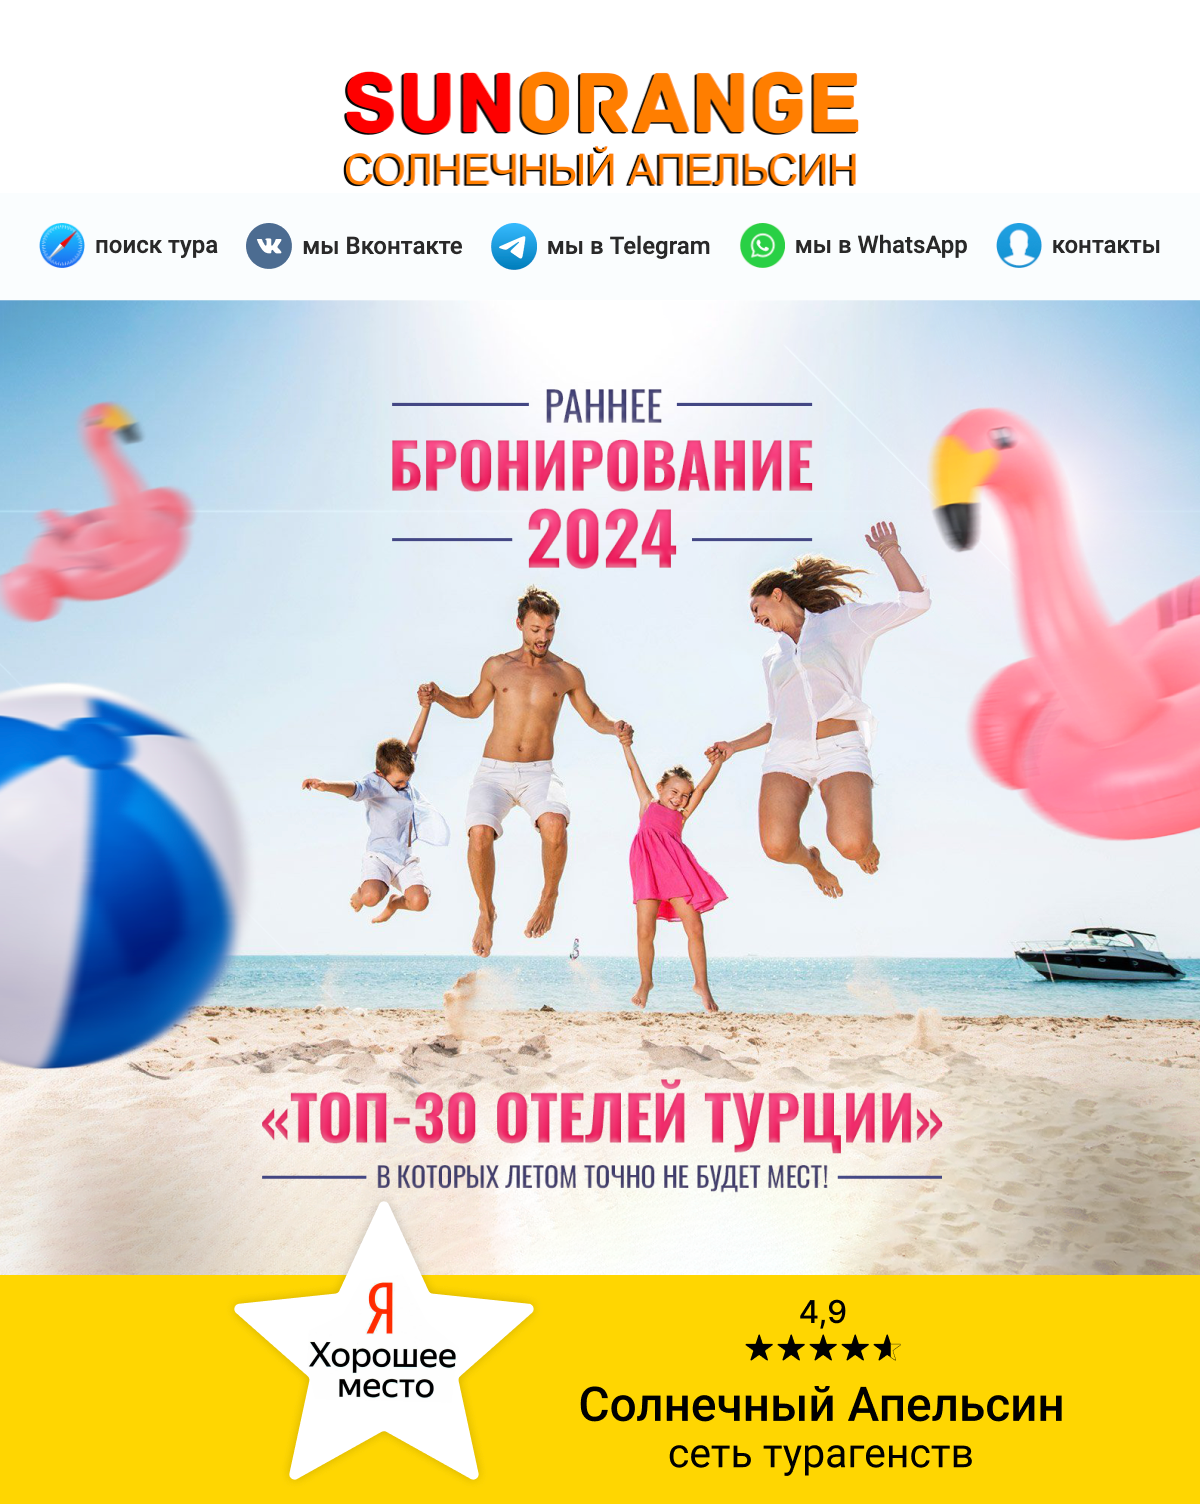 SUNORANGE
СОЛНЕЧНЫЙ АПЕЛЬСИН
поиск тура мы Вконтакте мы в Telegram мы в WhatsApp контакты
РАННЕЕ
БРОНИРОВАНИЕ
2024
«ТОП-30 ОТЕЛЕЙ ТУРЦИИ»
В КОТОРЫХ ЛЕТОМ ТОЧНО НЕ БУДЕТ МЕСТ!
Я
Хорошее
место
4,9
Солнечный Апельсин
сеть турагенств